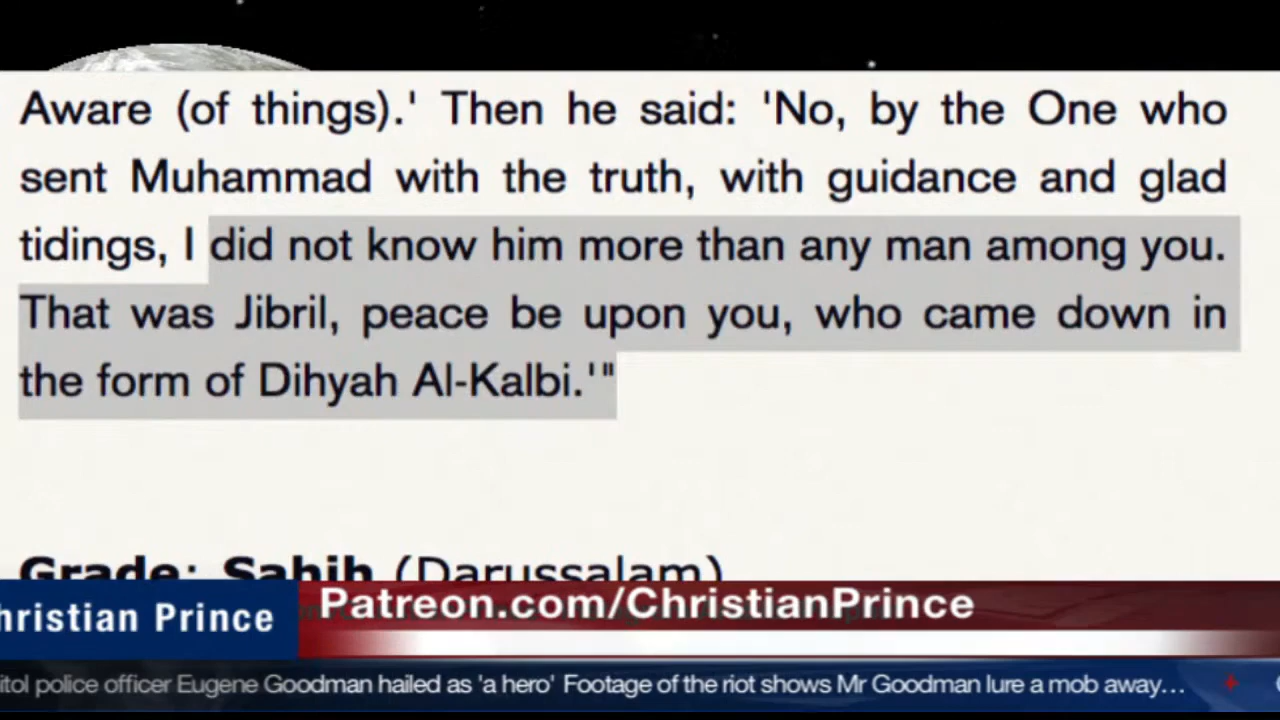 Aware (of things).' Then he said: 'No, by the One who
sent Muhammad with the truth, with guidance and glad
tidings, I did not know him more than any man among you.
That was Jibril, peace be upon you, who came down in
the form of Dihyah Al-Kalbi.'"
Grade: Sahih (Darussalam)
hristian Prince
Patreon.com/ChristianPrince
itol police officer Eugene Goodman hailed as 'a hero' Footage of the riot shows Mr Goodman lure a mob away…